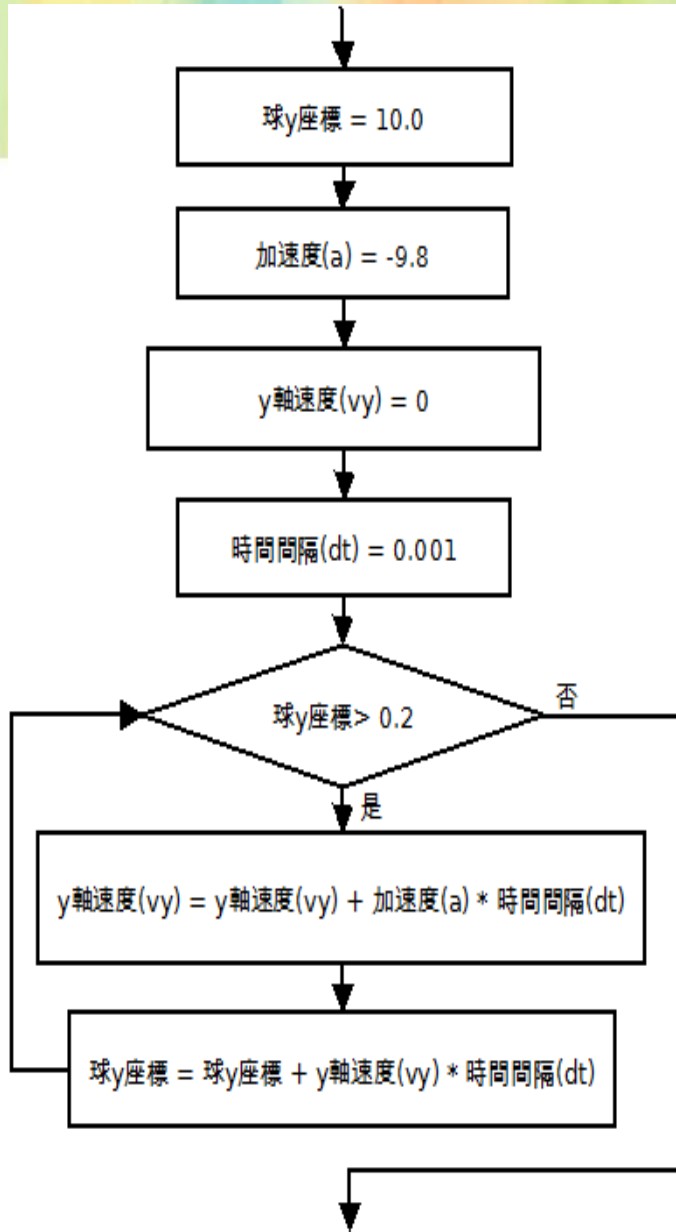 球y座標 = 10.0
加速度(a) = -9.8
y軸速度(vy) = 0
時間間隔(dt) = 0.001
球y座標> 0.2
否
是
y軸速度(vy) = y軸速度(vy) + 加速度(a) * 時間間隔(dt)
球y座標 = 球y座標 + y軸速度(vy) * 時間間隔(dt)